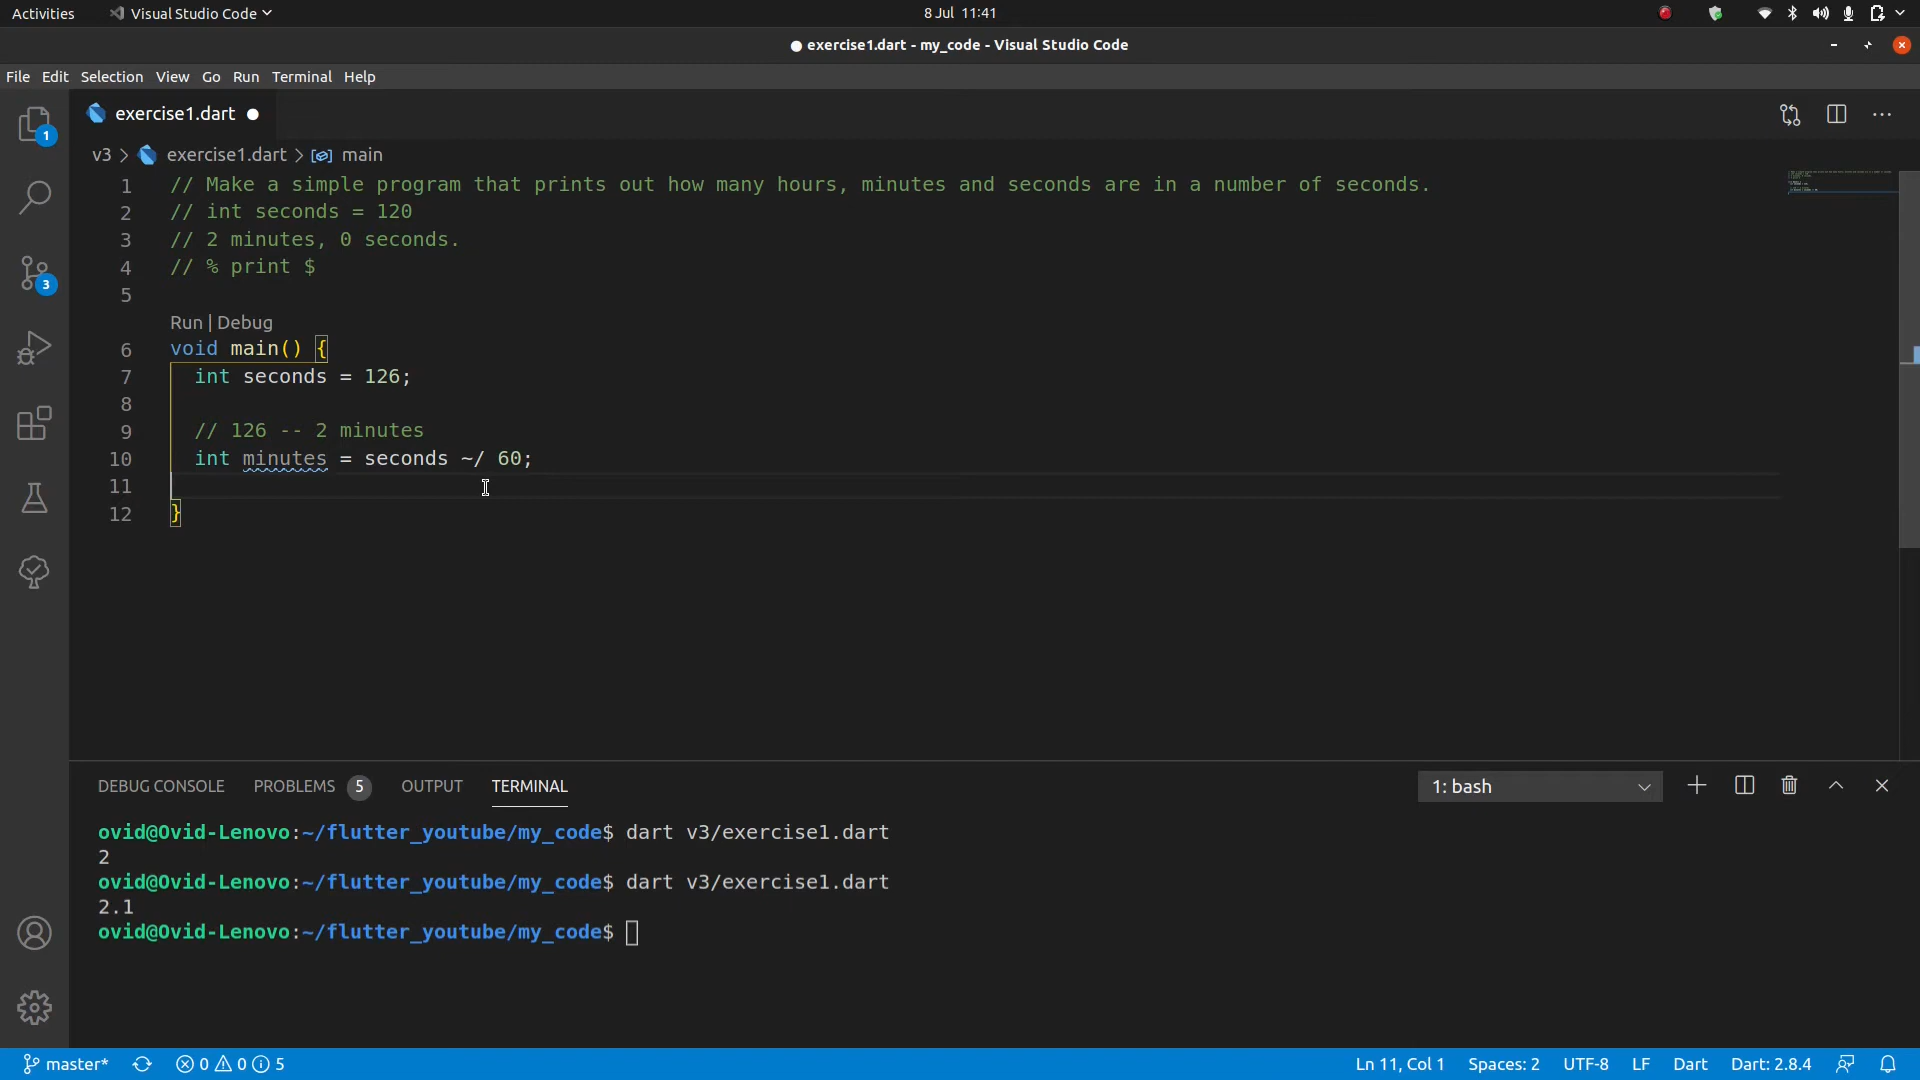 Activities Visual Studio Code 8 Jul 11:41
● exercise1.dart - my_code - Visual Studio Code
File Edit Selection View Go Run Terminal Help
exercise1.dart
v3 > exercise1.dart > main
1 // Make a simple program that prints out how many hours, minutes and seconds are in a number of seconds.
2 // int seconds = 120
3 // 2 minutes, 0 seconds.
4 // % print $
5
Run | Debug
6 void main() {
7 int seconds = 126;
8
9 // 126 -- 2 minutes
10 int minutes = seconds ~/ 60;
11
12 }
1
3
DEBUG CONSOLE PROBLEMS 5 OUTPUT TERMINAL 1: bash
ovid@Ovid-Lenovo:~/flutter_youtube/my_code$ dart v3/exercise1.dart
2
ovid@Ovid-Lenovo:~/flutter_youtube/my_code$ dart v3/exercise1.dart
2.1
ovid@Ovid-Lenovo:~/flutter_youtube/my_code$
master* 0 0 5 Ln 11, Col 1 Spaces: 2 UTF-8 LF Dart Dart: 2.8.4